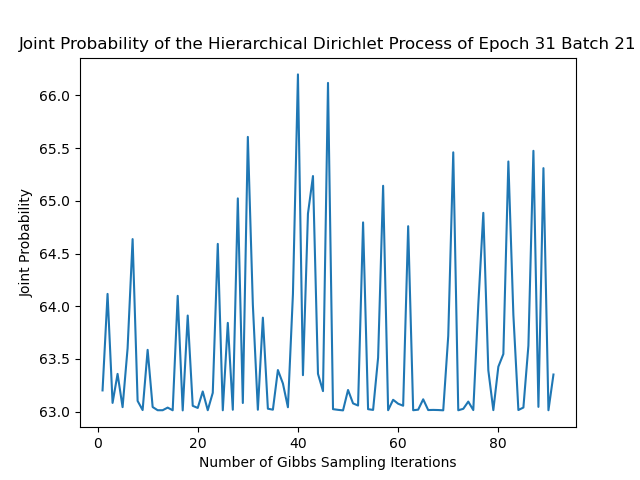 Joint Probability of the Hierarchical Dirichlet Process of Epoch 31 Batch 21
66.0
65.5
65.0
64.5
64.0
63.5
63.0
Joint Probability
0 20 40 60 80
Number of Gibbs Sampling Iterations